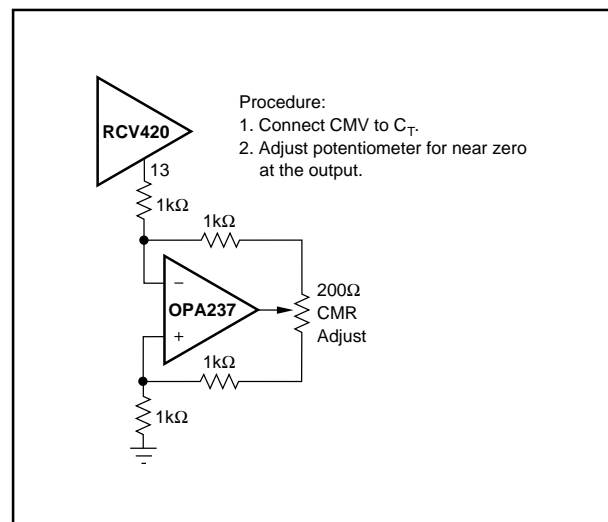 RCV420
Procedure:
1. Connect CMV to C_T.
2. Adjust potentiometer for near zero
at the output.
13
1kΩ
1kΩ
−
OPA237
+
200Ω
CMR
Adjust
1kΩ
1kΩ